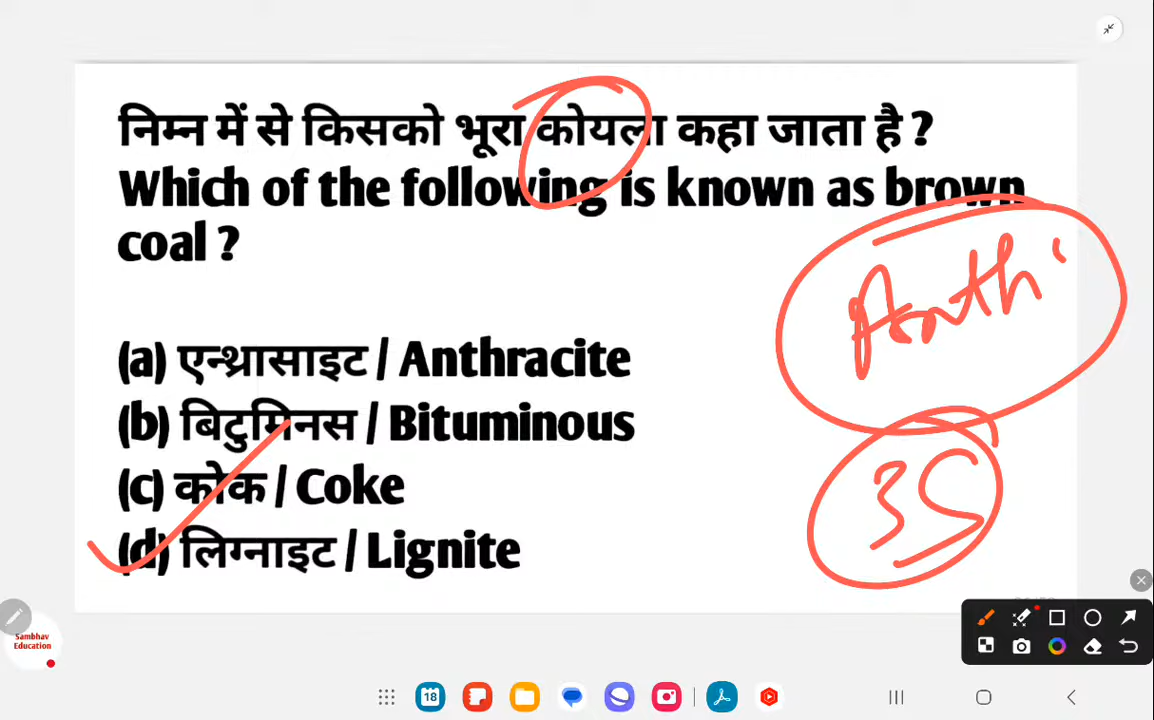 निम्न में से किसको भूरा कोयला कहा जाता है ?
Which of the following is known as brown
coal ?
(a) एन्थ्रासाइट / Anthracite
(b) बिटुमिनस / Bituminous
(c) कोक / Coke
(d) लिग्नाइट / Lignite
Anth
35
Sambhav
Education
18